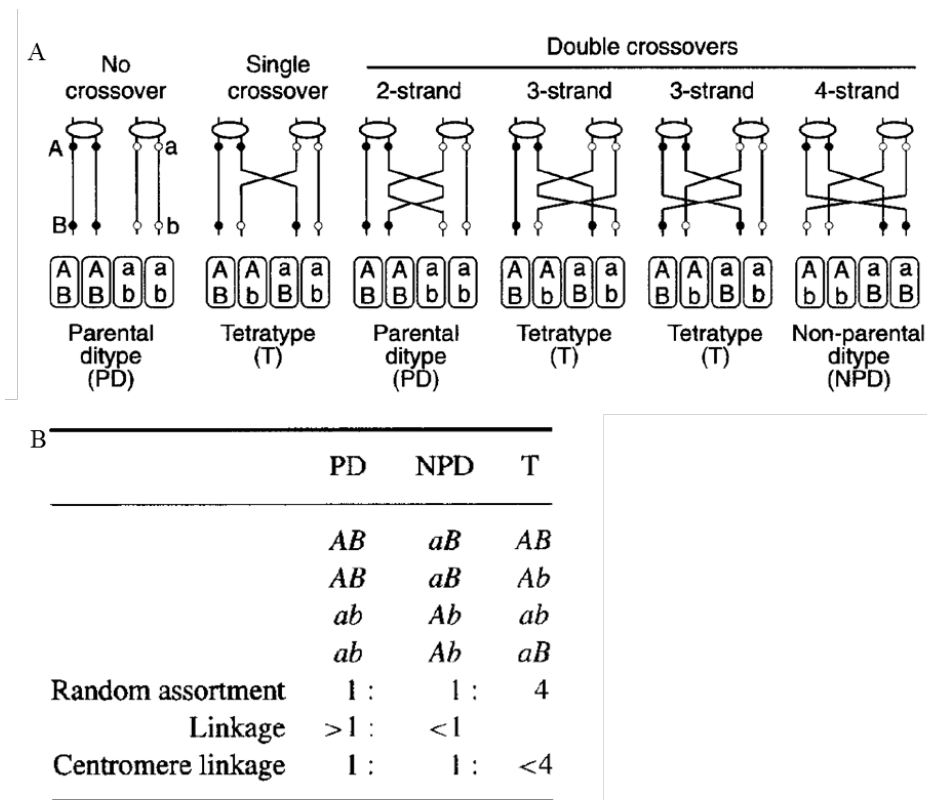 A
Double crossovers
No crossover
Single crossover
2-strand
3-strand
3-strand
4-strand
A
a
B
b
A A a a
B B b b
A A a a
B b B b
A A a a
B B b b
A A a a
B b B b
A A a a
B b B b
A A a a
b b B B
Parental ditype (PD)
Tetratype (T)
Parental ditype (PD)
Tetratype (T)
Tetratype (T)
Non-parental ditype (NPD)
B
PD NPD T
AB aB AB
AB aB Ab
ab Ab ab
ab Ab aB
Random assortment 1 : 1 : 4
Linkage >1 : <1
Centromere linkage 1 : 1 : <4